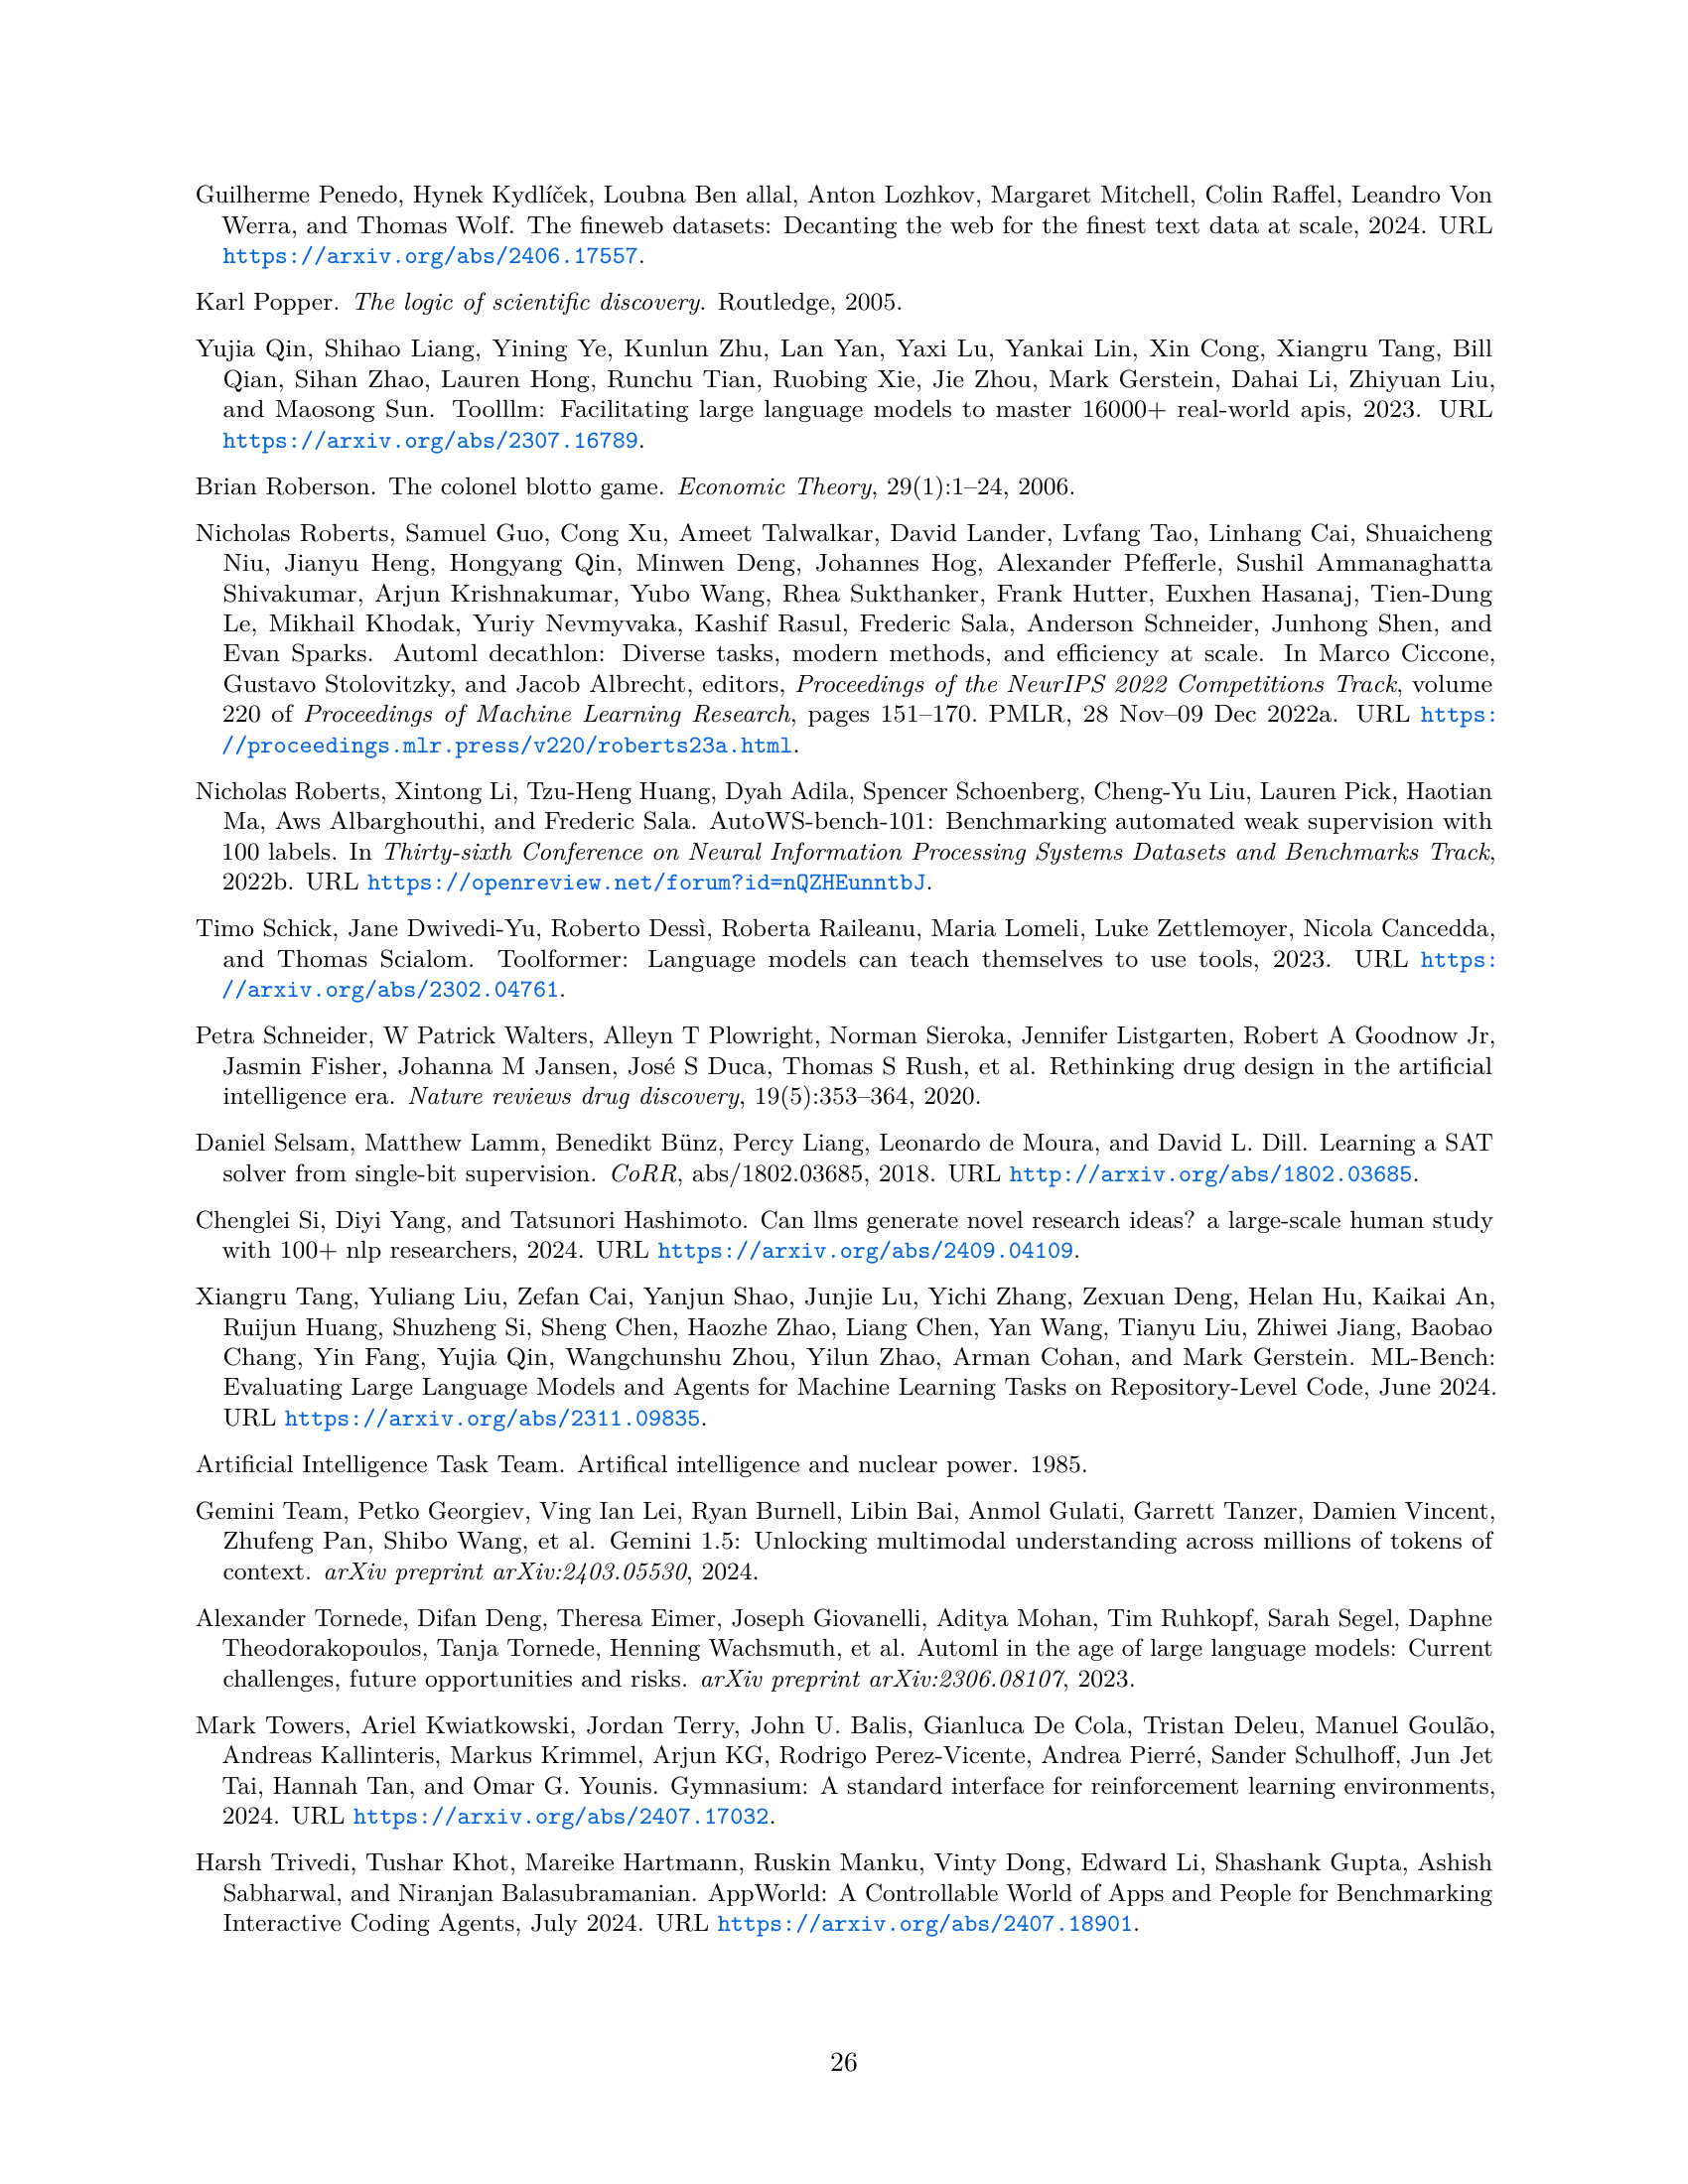 Guilherme Penedo, Hynek Kydlíček, Loubna Ben allal, Anton Lozhkov, Margaret Mitchell, Colin Raffel, Leandro Von
Werra, and Thomas Wolf. The fineweb datasets: Decanting the web for the finest text data at scale, 2024. URL
https://arxiv.org/abs/2406.17557.
Karl Popper. The logic of scientific discovery. Routledge, 2005.
Yujia Qin, Shihao Liang, Yining Ye, Kunlun Zhu, Lan Yan, Yaxi Lu, Yankai Lin, Xin Cong, Xiangru Tang, Bill
Qian, Sihan Zhao, Lauren Hong, Runchu Tian, Ruobing Xie, Jie Zhou, Mark Gerstein, Dahai Li, Zhiyuan Liu,
and Maosong Sun. Toolllm: Facilitating large language models to master 16000+ real-world apis, 2023. URL
https://arxiv.org/abs/2307.16789.
Brian Roberson. The colonel blotto game. Economic Theory, 29(1):1–24, 2006.
Nicholas Roberts, Samuel Guo, Cong Xu, Ameet Talwalkar, David Lander, Lvfang Tao, Linhang Cai, Shuaicheng
Niu, Jianyu Heng, Hongyang Qin, Minwen Deng, Johannes Hog, Alexander Pfefferle, Sushil Ammanaghatta
Shivakumar, Arjun Krishnakumar, Yubo Wang, Rhea Sukthanker, Frank Hutter, Euxhen Hasanaj, Tien-Dung
Le, Mikhail Khodak, Yuriy Nevmyvaka, Kashif Rasul, Frederic Sala, Anderson Schneider, Junhong Shen, and
Evan Sparks. Automl decathlon: Diverse tasks, modern methods, and efficiency at scale. In Marco Ciccone,
Gustavo Stolovitzky, and Jacob Albrecht, editors, Proceedings of the NeurIPS 2022 Competitions Track, volume
220 of Proceedings of Machine Learning Research, pages 151–170. PMLR, 28 Nov–09 Dec 2022a. URL https:
//proceedings.mlr.press/v220/roberts23a.html.
Nicholas Roberts, Xintong Li, Tzu-Heng Huang, Dyah Adila, Spencer Schoenberg, Cheng-Yu Liu, Lauren Pick, Haotian
Ma, Aws Albarghouthi, and Frederic Sala. AutoWS-bench-101: Benchmarking automated weak supervision with
100 labels. In Thirty-sixth Conference on Neural Information Processing Systems Datasets and Benchmarks Track,
2022b. URL https://openreview.net/forum?id=nQZHEunntbJ.
Timo Schick, Jane Dwivedi-Yu, Roberto Dessì, Roberta Raileanu, Maria Lomeli, Luke Zettlemoyer, Nicola Cancedda,
and Thomas Scialom. Toolformer: Language models can teach themselves to use tools, 2023. URL https:
//arxiv.org/abs/2302.04761.
Petra Schneider, W Patrick Walters, Alleyn T Plowright, Norman Sieroka, Jennifer Listgarten, Robert A Goodnow Jr,
Jasmin Fisher, Johanna M Jansen, José S Duca, Thomas S Rush, et al. Rethinking drug design in the artificial
intelligence era. Nature reviews drug discovery, 19(5):353–364, 2020.
Daniel Selsam, Matthew Lamm, Benedikt Bünz, Percy Liang, Leonardo de Moura, and David L. Dill. Learning a SAT
solver from single-bit supervision. CoRR, abs/1802.03685, 2018. URL http://arxiv.org/abs/1802.03685.
Chenglei Si, Diyi Yang, and Tatsunori Hashimoto. Can llms generate novel research ideas? a large-scale human study
with 100+ nlp researchers, 2024. URL https://arxiv.org/abs/2409.04109.
Xiangru Tang, Yuliang Liu, Zefan Cai, Yanjun Shao, Junjie Lu, Yichi Zhang, Zexuan Deng, Helan Hu, Kaikai An,
Ruijun Huang, Shuzheng Si, Sheng Chen, Haozhe Zhao, Liang Chen, Yan Wang, Tianyu Liu, Zhiwei Jiang, Baobao
Chang, Yin Fang, Yujia Qin, Wangchunshu Zhou, Yilun Zhao, Arman Cohan, and Mark Gerstein. ML-Bench:
Evaluating Large Language Models and Agents for Machine Learning Tasks on Repository-Level Code, June 2024.
URL https://arxiv.org/abs/2311.09835.
Artificial Intelligence Task Team. Artifical intelligence and nuclear power. 1985.
Gemini Team, Petko Georgiev, Ving Ian Lei, Ryan Burnell, Libin Bai, Anmol Gulati, Garrett Tanzer, Damien Vincent,
Zhufeng Pan, Shibo Wang, et al. Gemini 1.5: Unlocking multimodal understanding across millions of tokens of
context. arXiv preprint arXiv:2403.05530, 2024.
Alexander Tornede, Difan Deng, Theresa Eimer, Joseph Giovanelli, Aditya Mohan, Tim Ruhkopf, Sarah Segel, Daphne
Theodorakopoulos, Tanja Tornede, Henning Wachsmuth, et al. Automl in the age of large language models: Current
challenges, future opportunities and risks. arXiv preprint arXiv:2306.08107, 2023.
Mark Towers, Ariel Kwiatkowski, Jordan Terry, John U. Balis, Gianluca De Cola, Tristan Deleu, Manuel Goulão,
Andreas Kallinteris, Markus Krimmel, Arjun KG, Rodrigo Perez-Vicente, Andrea Pierré, Sander Schulhoff, Jun Jet
Tai, Hannah Tan, and Omar G. Younis. Gymnasium: A standard interface for reinforcement learning environments,
2024. URL https://arxiv.org/abs/2407.17032.
Harsh Trivedi, Tushar Khot, Mareike Hartmann, Ruskin Manku, Vinty Dong, Edward Li, Shashank Gupta, Ashish
Sabharwal, and Niranjan Balasubramanian. AppWorld: A Controllable World of Apps and People for Benchmarking
Interactive Coding Agents, July 2024. URL https://arxiv.org/abs/2407.18901.
26